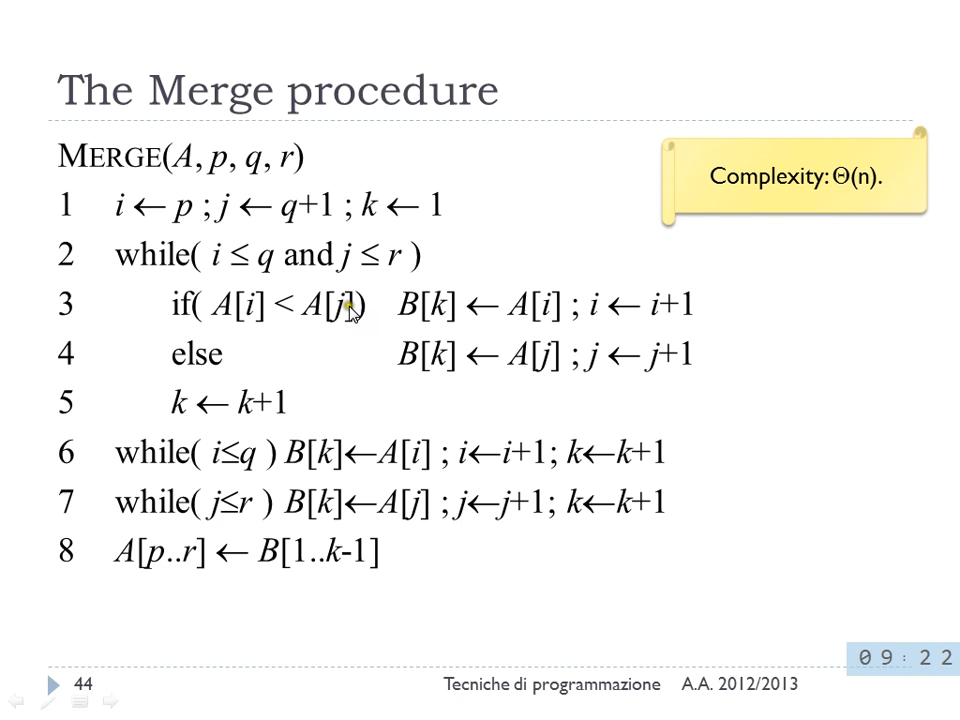 The Merge procedure
MERGE(A, p, q, r)
Complexity: Θ(n).
1 i ← p ; j ← q+1 ; k ← 1
2 while( i ≤ q and j ≤ r )
3 if( A[i] < A[j]) B[k] ← A[i] ; i ← i+1
4 else B[k] ← A[j] ; j ← j+1
5 k ← k+1
6 while( i≤q ) B[k]←A[i] ; i←i+1; k←k+1
7 while( j≤r ) B[k]←A[j] ; j←j+1; k←k+1
8 A[p..r] ← B[1..k-1]
09:22
44 Tecniche di programmazione A.A. 2012/2013